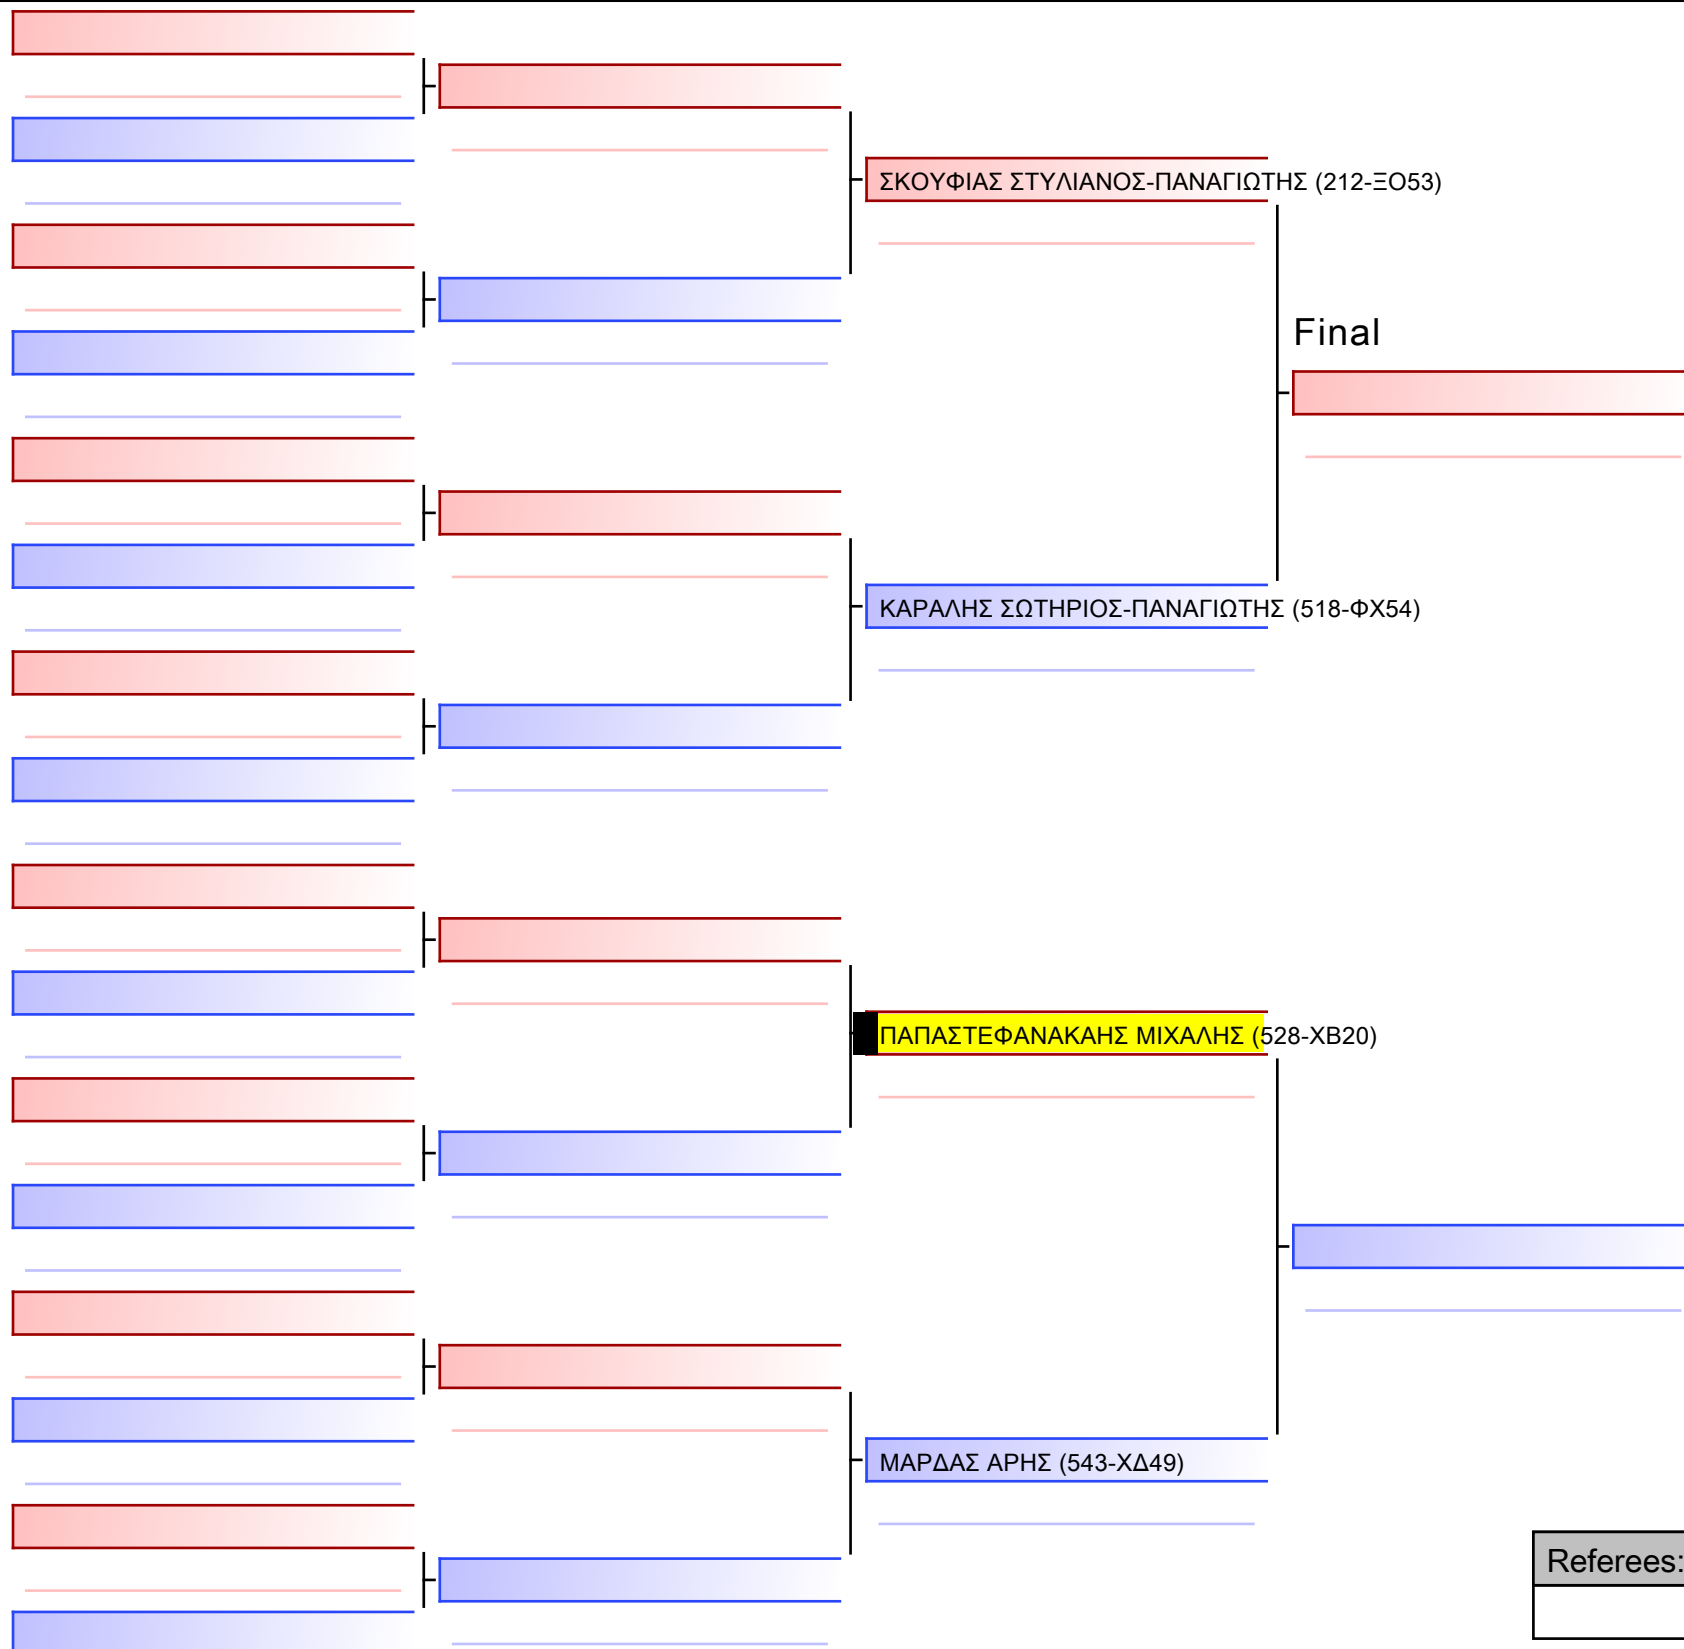 ΣΚΟΥΦΙΑΣ ΣΤΥΛΙΑΝΟΣ-ΠΑΝΑΓΙΩΤΗΣ (212-ΞΟ53)
Final
ΚΑΡΑΛΗΣ ΣΩΤΗΡΙΟΣ-ΠΑΝΑΓΙΩΤΗΣ (518-ΦΧ54)
ΠΑΠΑΣΤΕΦΑΝΑΚΑΗΣ ΜΙΧΑΛΗΣ (528-ΧΒ20)
ΜΑΡΔΑΣ ΑΡΗΣ (543-ΧΔ49)
Referees: